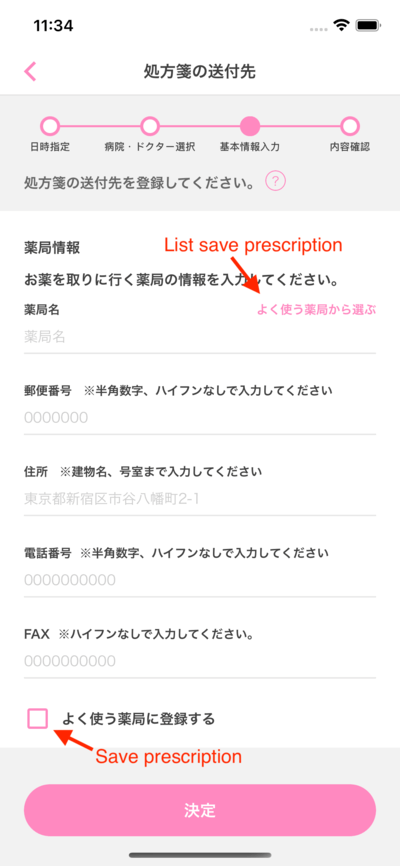 11:34
処方箋の送付先
日時指定
病院・ドクター選択
基本情報入力
内容確認
処方箋の送付先を登録してください。 ?
薬局情報
List save prescription
お薬を取りに行く薬局の情報を入力してください。
薬局名
よく使う薬局から選ぶ
薬局名
郵便番号 ※半角数字、ハイフンなしで入力してください
0000000
住所 ※建物名、号室まで入力してください
東京都新宿区市谷八幡町2-1
電話番号 ※半角数字、ハイフンなしで入力してください
0000000000
FAX ※ハイフンなしで入力してください。
0000000000
よく使う薬局に登録する
Save prescription
決定